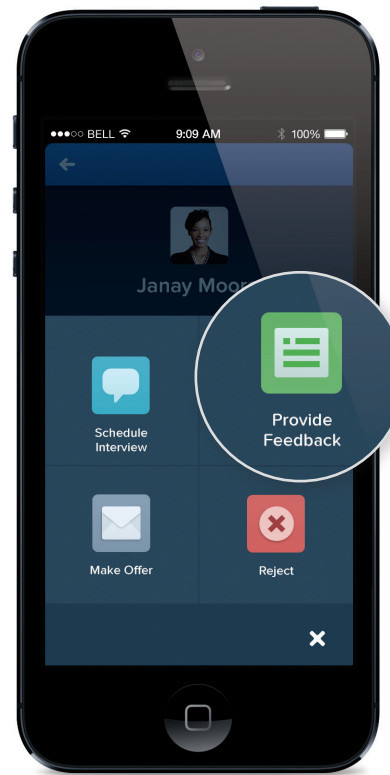 BELL 9:09 AM 100%
Janay Moor
Schedule
Interview
Provide
Feedback
Make Offer
Reject